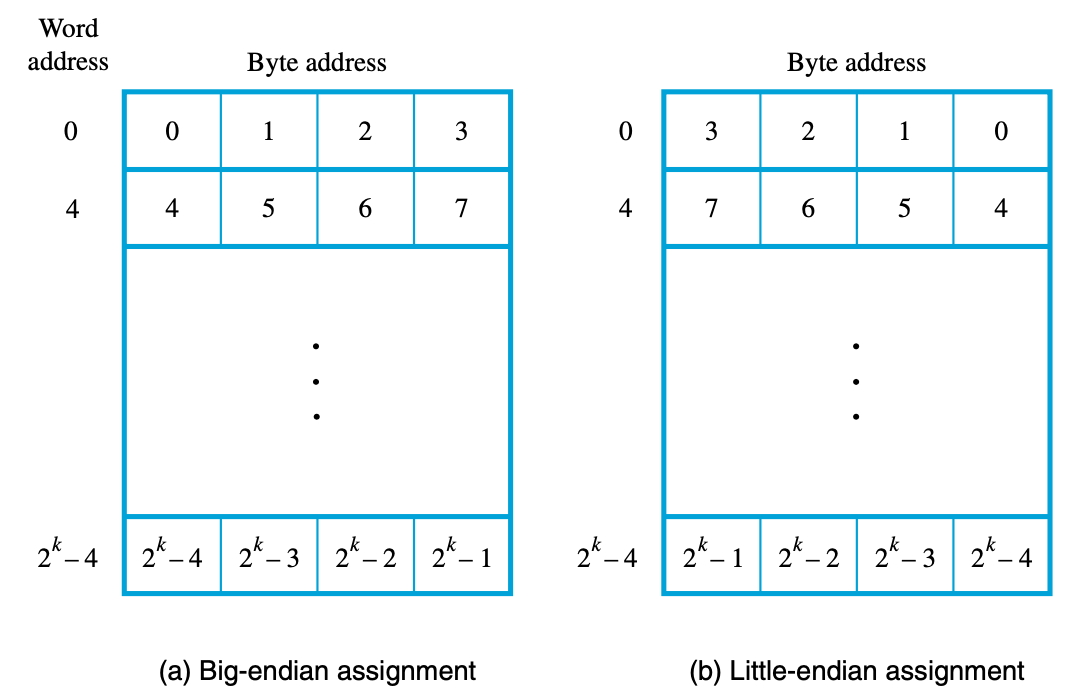 Word
address
Byte address
0 0 1 2 3
4 4 5 6 7
2^k – 4 2^k – 4 2^k – 3 2^k – 2 2^k – 1
(a) Big-endian assignment
Byte address
0 3 2 1 0
4 7 6 5 4
2^k – 4 2^k – 1 2^k – 2 2^k – 3 2^k – 4
(b) Little-endian assignment